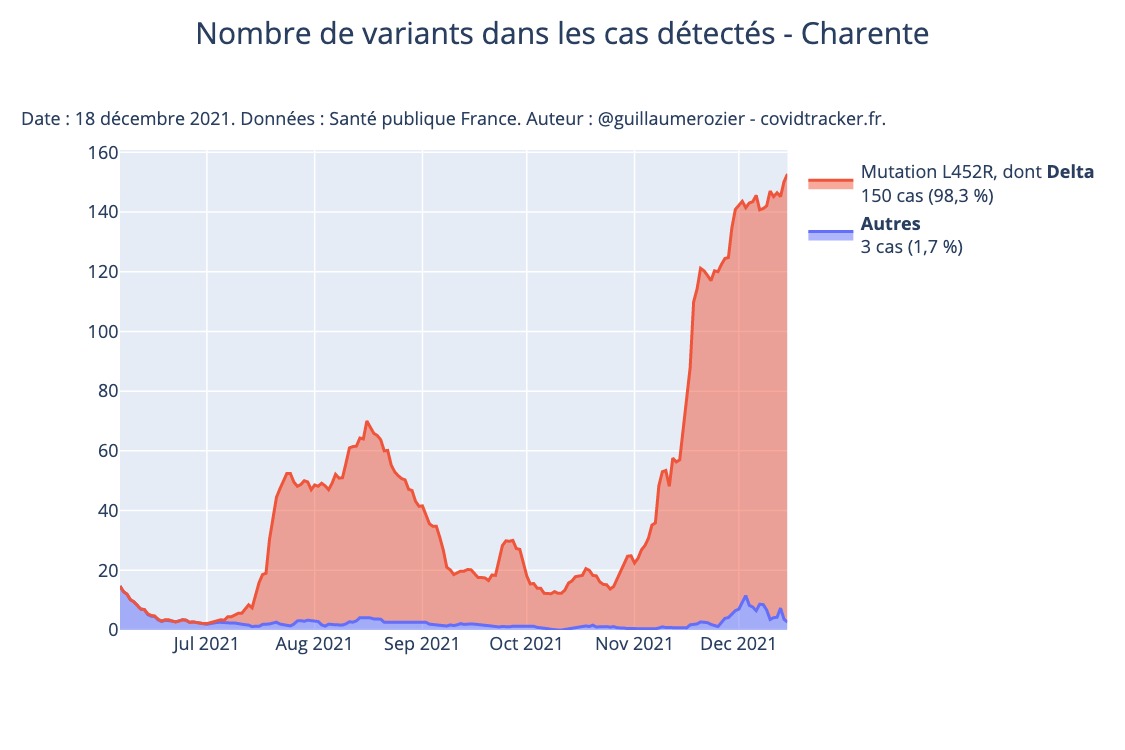 Nombre de variants dans les cas détectés - Charente
Date : 18 décembre 2021. Données : Santé publique France. Auteur : @guillaumerozier - covidtracker.fr.
160
140
120
100
80
60
40
20
0
Jul 2021
Aug 2021
Sep 2021
Oct 2021
Nov 2021
Dec 2021
Mutation L452R, dont Delta
150 cas (98,3 %)
Autres
3 cas (1,7 %)